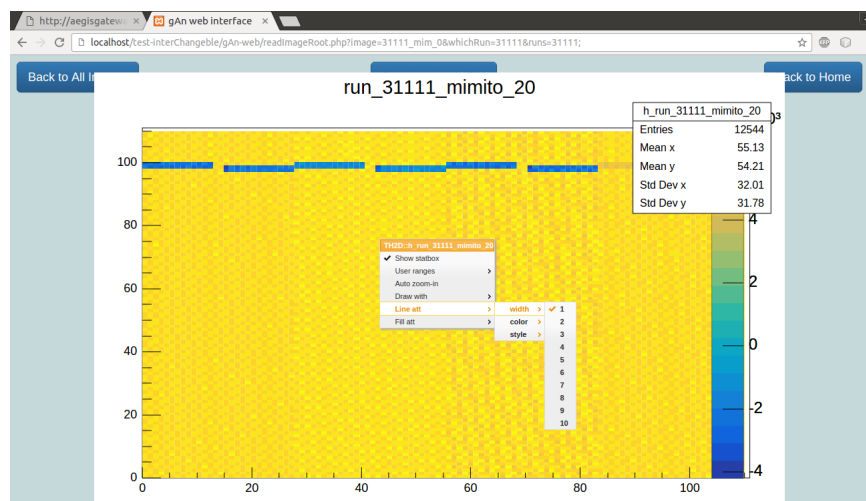 http://aegisgatewa
gAn web interface
localhost/test-interChangeble/gAn-web/readImageRoot.php?image=31111_mim_0&whichRun=31111&runs=31111;
Back to All I
ack to Home
run_31111_mimito_20
h_run_31111_mimito_20
Entries 12544
Mean x 55.13
Mean y 54.21
Std Dev x 32.01
Std Dev y 31.78
0³
100
80
60
40
20
0
0 20 40 60 80 100
4
2
0
-2
-4
TH2D::h_run_31111_mimito_20
Show statbox
User ranges
Auto zoom-in
Draw with
Line att
Fill att
width
color
style
1
2
3
4
5
6
7
8
9
10